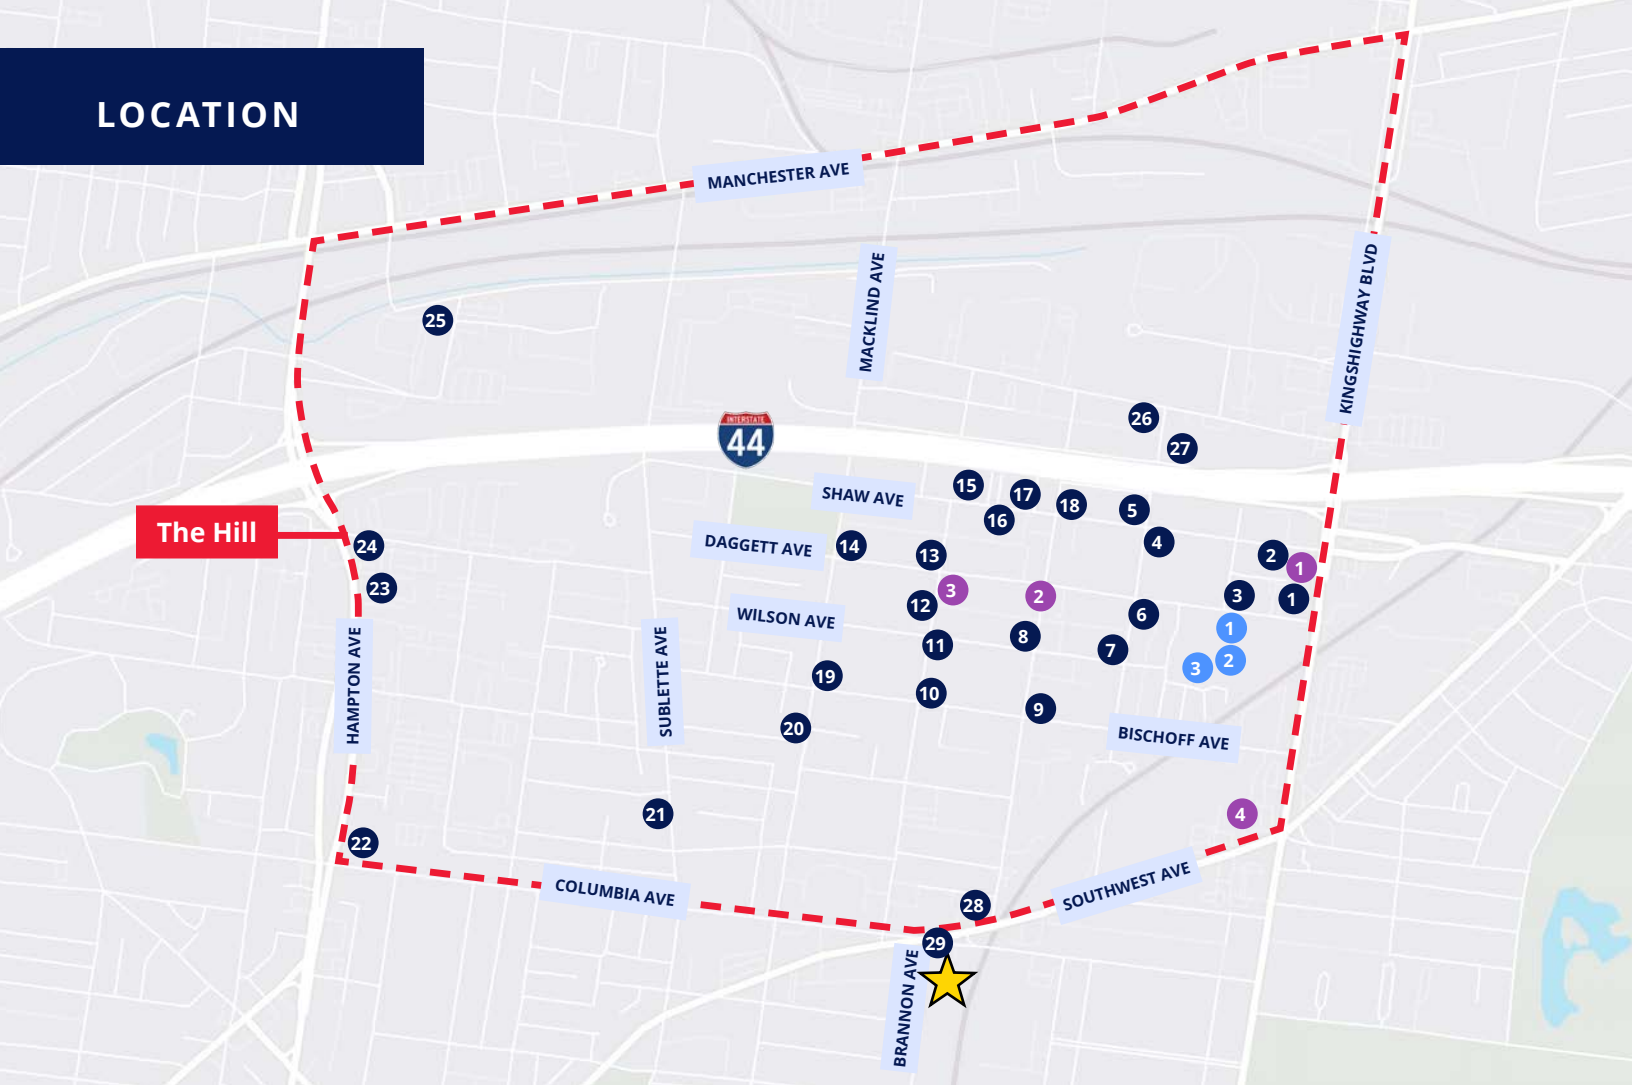 LOCATION
MANCHESTER AVE
MACKLIND AVE
KINGSHIGHWAY BLVD
25
INTERSTATE
44
26
27
SHAW AVE
15
17
18
5
16
4
The Hill
24
DAGGETT AVE
14
13
2
1
23
3
2
3
1
12
WILSON AVE
6
1
8
11
7
2
3
HAMPTON AVE
SUBLETTE AVE
19
10
9
20
BISCHOFF AVE
21
4
22
COLUMBIA AVE
SOUTHWEST AVE
28
29
BRANNON AVE